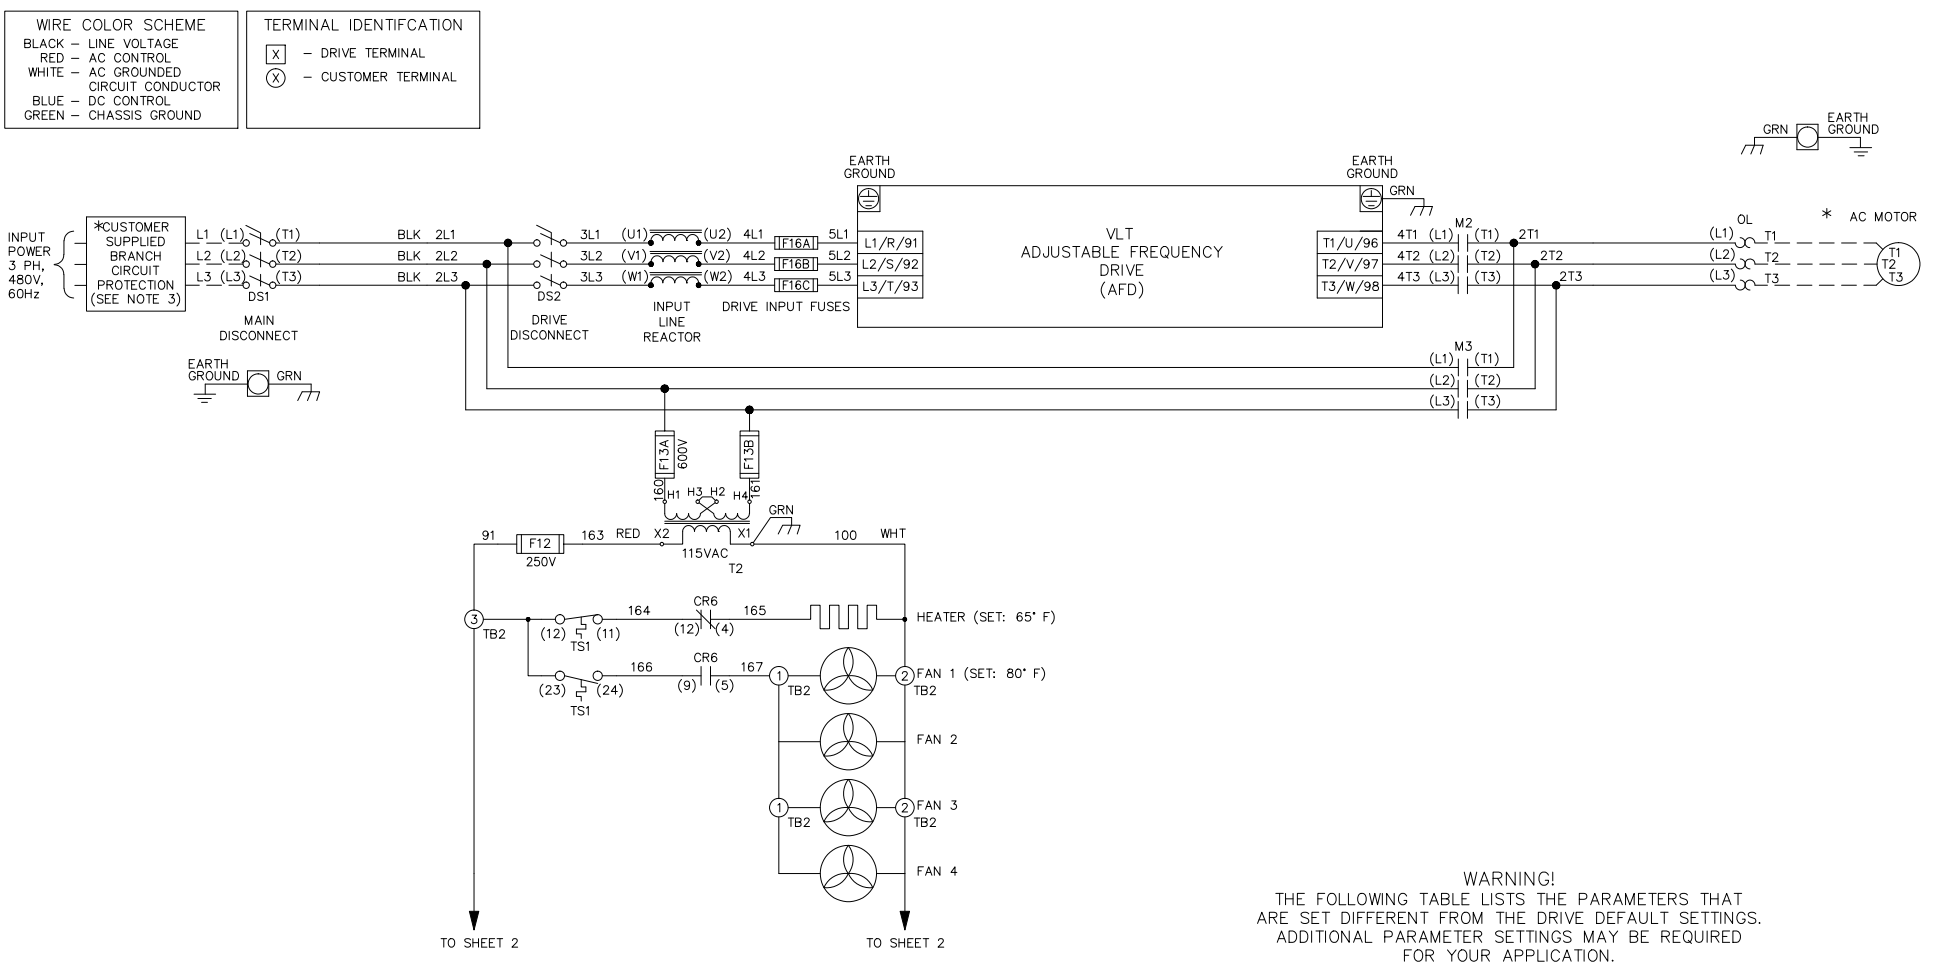 WIRE COLOR SCHEME
BLACK – LINE VOLTAGE
RED – AC CONTROL
WHITE – AC GROUNDED
CIRCUIT CONDUCTOR
BLUE – DC CONTROL
GREEN – CHASSIS GROUND
TERMINAL IDENTIFCATION
X – DRIVE TERMINAL
X – CUSTOMER TERMINAL
GRN
EARTH
GROUND
INPUT
POWER
3 PH,
480V,
60Hz
*CUSTOMER
SUPPLIED
BRANCH
CIRCUIT
PROTECTION
(SEE NOTE 3)
L1 (L1) (T1) BLK 2L1 3L1 (U1) (U2) 4L1 F16A 5L1 L1/R/91
L2 (L2) (T2) BLK 2L2 3L2 (V1) (V2) 4L2 F16B 5L2 L2/S/92
L3 (L3) (T3) BLK 2L3 3L3 (W1) (W2) 4L3 F16C 5L3 L3/T/93
DS1
MAIN
DISCONNECT
DS2
DRIVE
DISCONNECT
INPUT
LINE
REACTOR
DRIVE INPUT FUSES
EARTH
GROUND
VLT
ADJUSTABLE FREQUENCY
DRIVE
(AFD)
EARTH
GROUND
GRN
M2
T1/U/96 4T1 (L1) (T1) 2T1
T2/V/97 4T2 (L2) (T2) 2T2
T3/W/98 4T3 (L3) (T3) 2T3
OL
(L1) T1
(L2) T2
(L3) T3
* AC MOTOR
T1
T2
T3
M3
(L1) (T1)
(L2) (T2)
(L3) (T3)
EARTH
GROUND
GRN
F13A
600V
F13B
160
H1 H3 H2 H4
161
GRN
91 F12 163 RED X2 X1 100 WHT
250V
115VAC
T2
3
TB2
(12) (11)
TS1
164
CR6
(12) (4)
165
HEATER (SET: 65° F)
(23) (24)
TS1
166
CR6
(9) (5)
167
1
TB2
2
TB2
FAN 1 (SET: 80° F)
FAN 2
1
TB2
2
TB2
FAN 3
FAN 4
TO SHEET 2
TO SHEET 2
WARNING!
THE FOLLOWING TABLE LISTS THE PARAMETERS THAT
ARE SET DIFFERENT FROM THE DRIVE DEFAULT SETTINGS.
ADDITIONAL PARAMETER SETTINGS MAY BE REQUIRED
FOR YOUR APPLICATION.